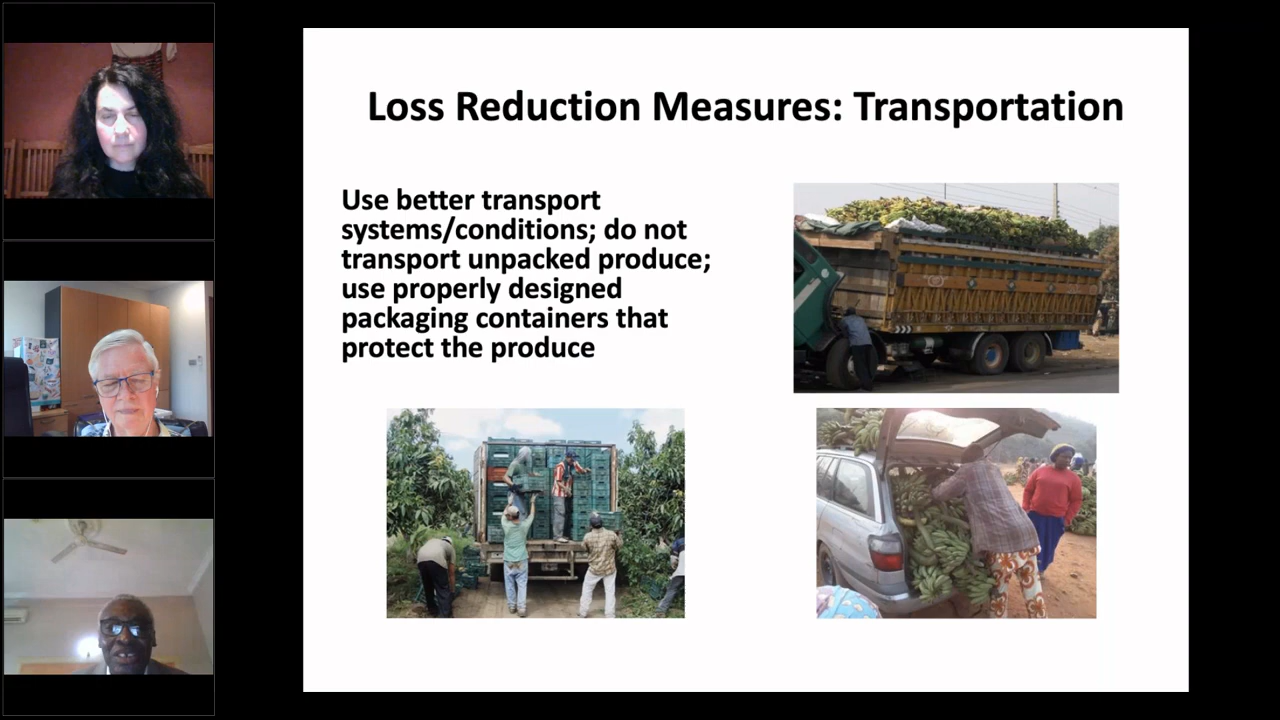 Loss Reduction Measures: Transportation
Use better transport
systems/conditions; do not
transport unpacked produce;
use properly designed
packaging containers that
protect the produce